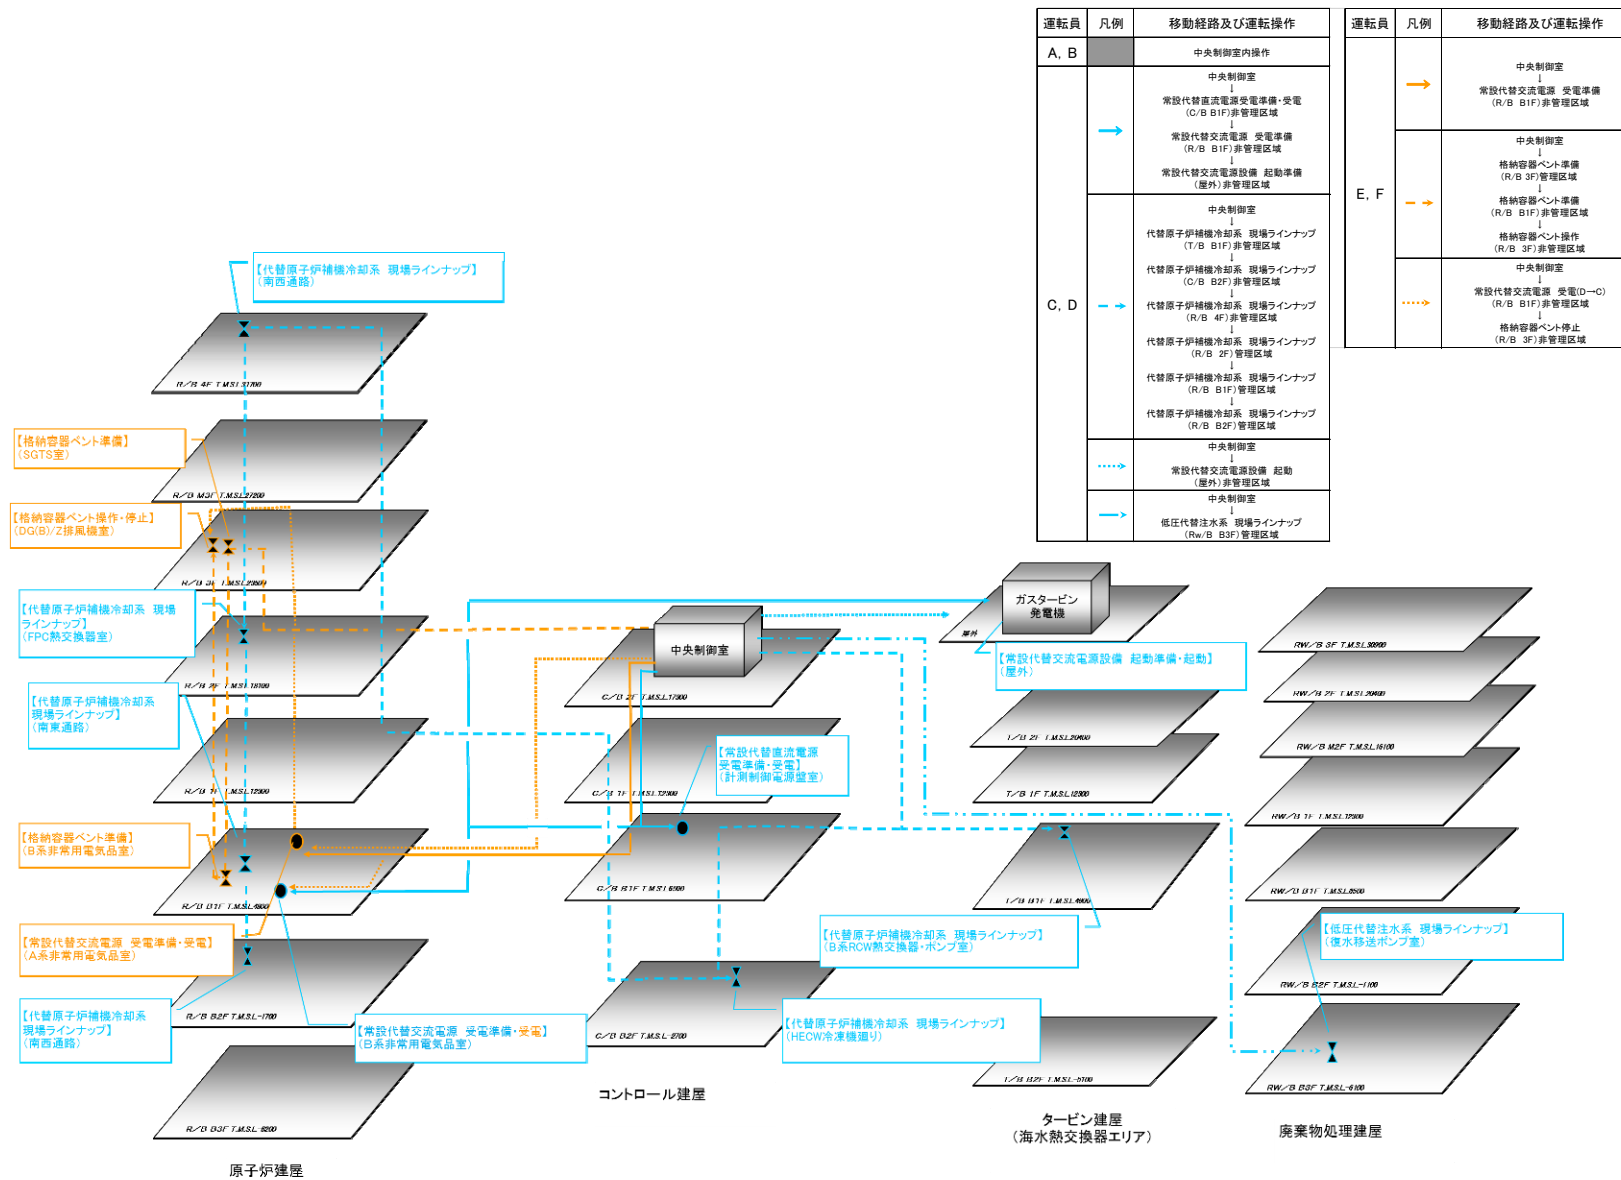 運転員 凡例 移動経路及び運転操作
A, B 中央制御室内操作
C, D
中央制御室
↓
常設代替直流電源受電準備・受電
(C/B B1F)非管理区域
↓
常設代替交流電源 受電準備
(R/B B1F)非管理区域
↓
常設代替交流電源設備 起動準備
(屋外)非管理区域
中央制御室
↓
代替原子炉補機冷却系 現場ラインナップ
(T/B B1F)非管理区域
↓
代替原子炉補機冷却系 現場ラインナップ
(C/B B2F)非管理区域
↓
代替原子炉補機冷却系 現場ラインナップ
(R/B 4F)非管理区域
↓
代替原子炉補機冷却系 現場ラインナップ
(R/B 2F)管理区域
↓
代替原子炉補機冷却系 現場ラインナップ
(R/B B1F)管理区域
↓
代替原子炉補機冷却系 現場ラインナップ
(R/B B2F)管理区域
中央制御室
↓
常設代替交流電源設備 起動
(屋外)非管理区域
中央制御室
↓
低圧代替注水系 現場ラインナップ
(Rw/B B3F)管理区域
運転員 凡例 移動経路及び運転操作
E, F
中央制御室
↓
常設代替交流電源 受電準備
(R/B B1F)非管理区域
中央制御室
↓
格納容器ベント準備
(R/B 3F)管理区域
↓
格納容器ベント準備
(R/B B1F)非管理区域
↓
格納容器ベント操作
(R/B 3F)非管理区域
中央制御室
↓
常設代替交流電源 受電(D→C)
(R/B B1F)非管理区域
↓
格納容器ベント停止
(R/B 3F)非管理区域
【代替原子炉補機冷却系 現場ラインナップ】
(南西通路)
R/B 4F T.M.S.L.31700
【格納容器ベント準備】
(SGTS室)
R/B M3F T.M.S.L.27200
【格納容器ベント操作・停止】
(DG(B)/Z排風機室)
R/B 3F T.M.S.L.23500
【代替原子炉補機冷却系 現場
ラインナップ】
(FPC熱交換器室)
R/B 2F T.M.S.L.18100
【代替原子炉補機冷却系
現場ラインナップ】
(南東通路)
R/B 1F T.M.S.L.12300
【格納容器ベント準備】
(B系非常用電気品室)
R/B B1F T.M.S.L.4800
【常設代替交流電源 受電準備・受電】
(A系非常用電気品室)
R/B B2F T.M.S.L.-1700
【代替原子炉補機冷却系
現場ラインナップ】
(南西通路)
【常設代替交流電源 受電準備・受電】
(B系非常用電気品室)
R/B B3F T.M.S.L.-8200
原子炉建屋
中央制御室
C/B 2F T.M.S.L.17300
【常設代替直流電源
受電準備・受電】
(計測制御電源盤室)
C/B 1F T.M.S.L.12300
C/B B1F T.M.S.L.6500
C/B B2F T.M.S.L.-2700
【代替原子炉補機冷却系 現場ラインナップ】
(HECW冷凍機廻り)
コントロール建屋
ガスタービン
発電機
屋外
【常設代替交流電源設備 起動準備・起動】
(屋外)
T/B 2F T.M.S.L.20400
T/B 1F T.M.S.L.12300
T/B B1F T.M.S.L.4900
【代替原子炉補機冷却系 現場ラインナップ】
(B系RCW熱交換器・ポンプ室)
T/B B2F T.M.S.L.-5100
タービン建屋
(海水熱交換器エリア)
RW/B 3F T.M.S.L.30900
RW/B 2F T.M.S.L.20400
RW/B M2F T.M.S.L.16100
RW/B 1F T.M.S.L.12300
RW/B B1F T.M.S.L.6500
【低圧代替注水系 現場ラインナップ】
(復水移送ポンプ室)
RW/B B2F T.M.S.L.-1100
RW/B B3F T.M.S.L.-6100
廃棄物処理建屋